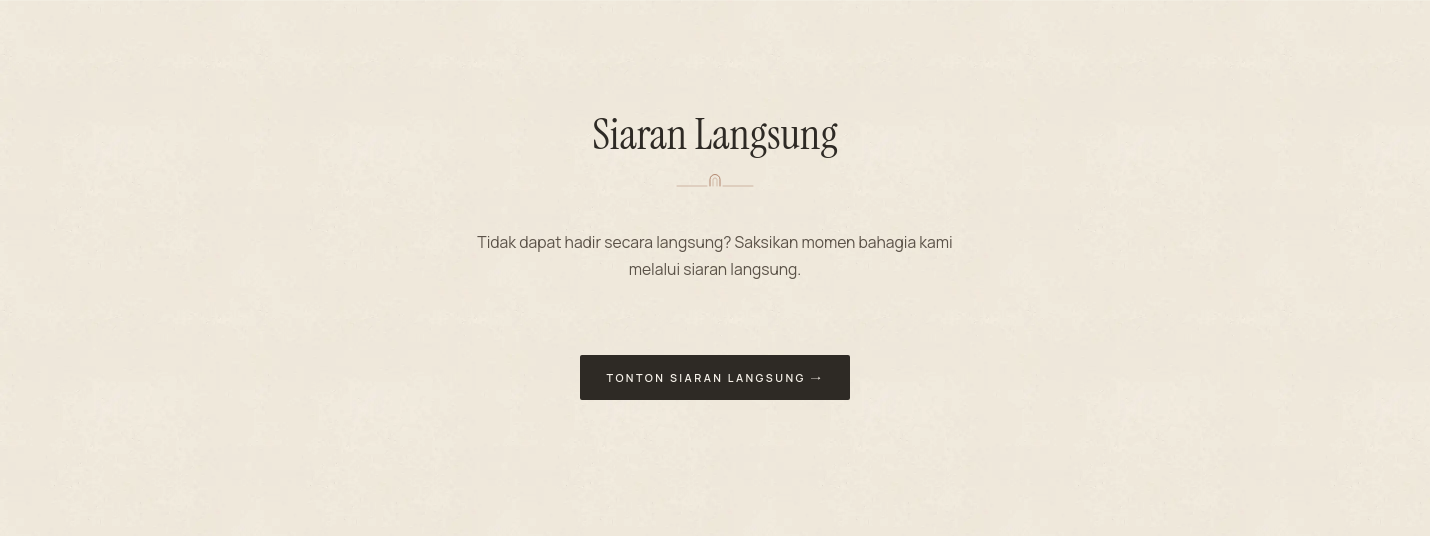 Siaran Langsung
Tidak dapat hadir secara langsung? Saksikan momen bahagia kami
melalui siaran langsung.
TONTON SIARAN LANGSUNG →